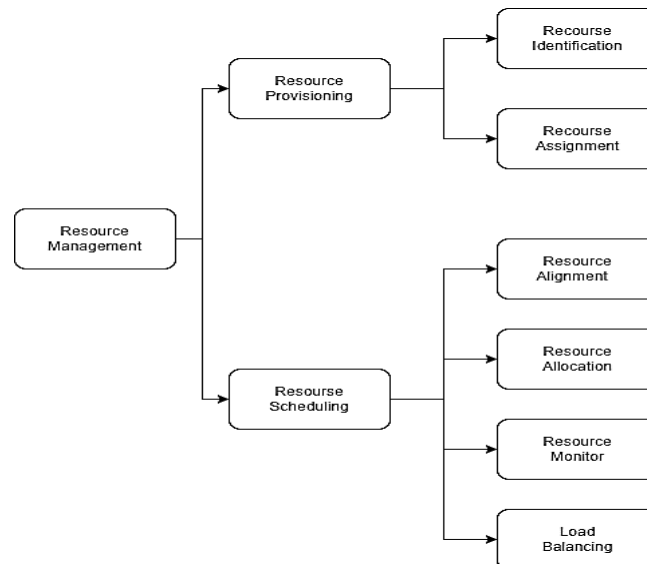 Recourse
Identification
Resource
Provisioning
Recourse
Assignment
Resource
Management
Resource
Alignment
Resource
Allocation
Resourse
Scheduling
Resource
Monitor
Load
Balancing